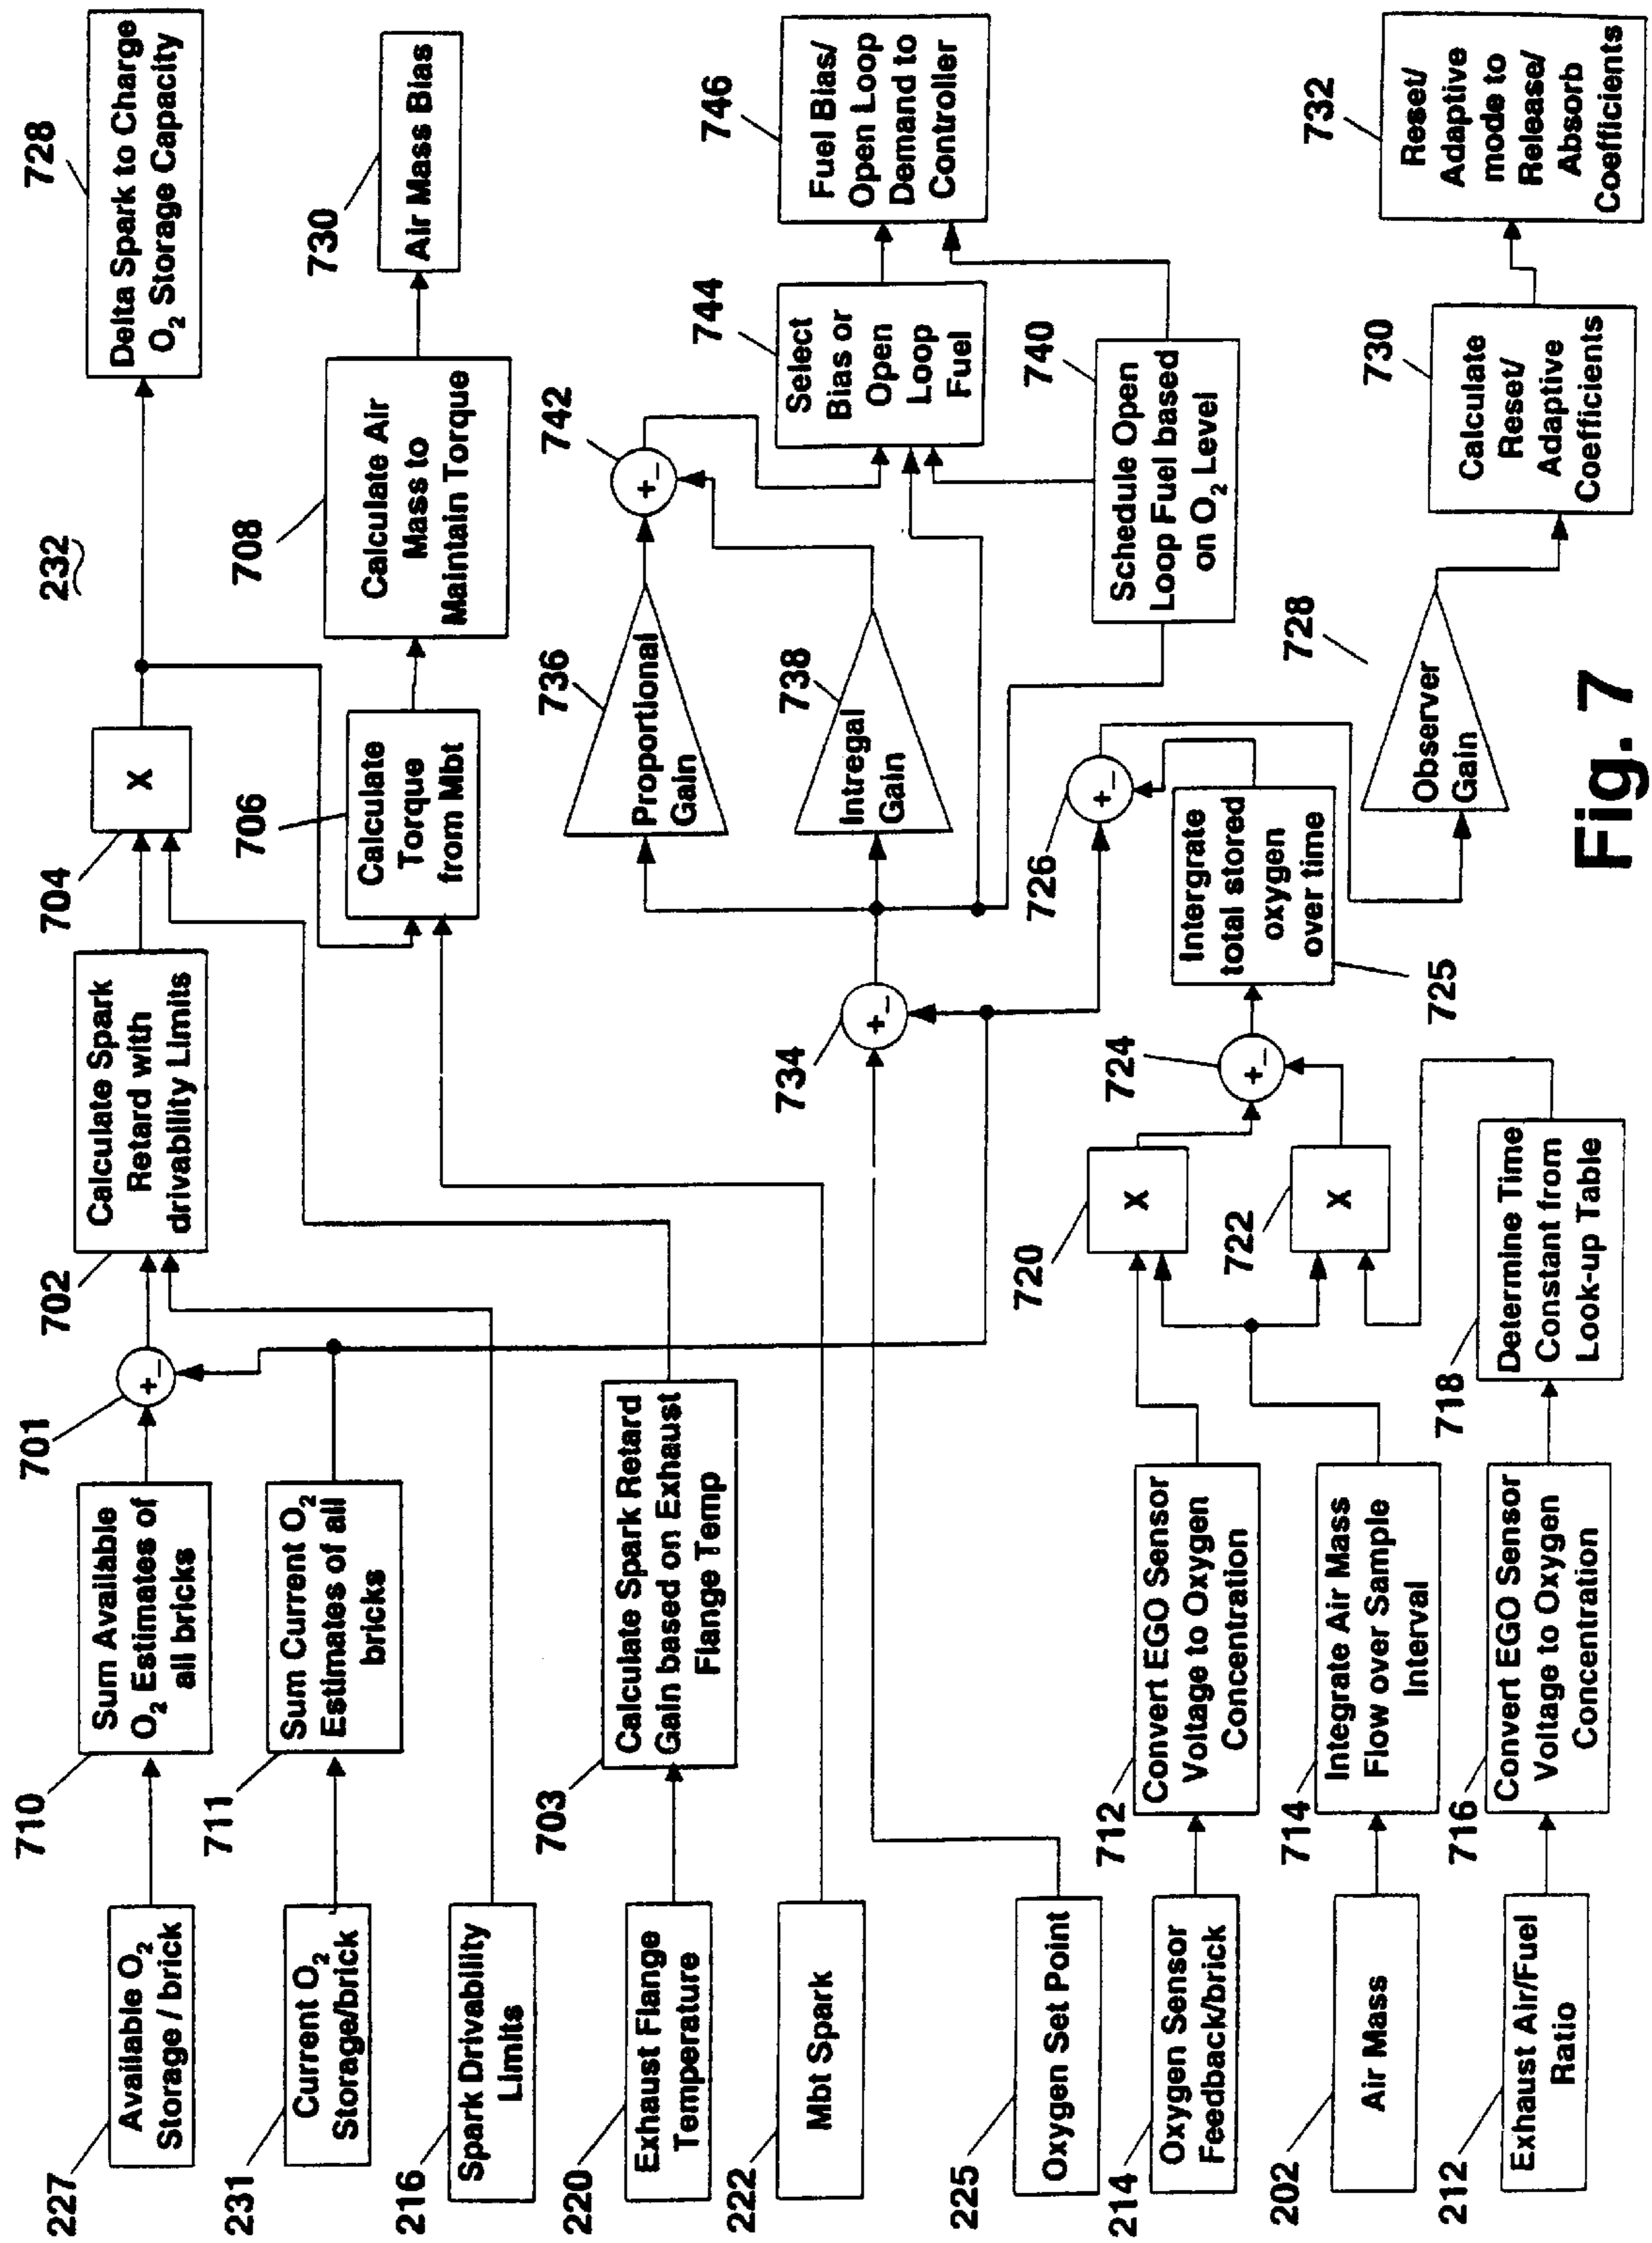 232
728
Delta Spark to Charge
O2 Storage Capacity
704
X
702
Calculate Spark
Retard with
drivability Limits
701
+
–
710
Sum Available
O2 Estimates of
all bricks
227
Available O2
Storage / brick
730
Air Mass Bias
708
Calculate Air
Mass to
Maintain Torque
706
Calculate
Torque
from Mbt
711
Sum Current O2
Estimates of all
bricks
231
Current O2
Storage/brick
216
Spark Drivability
Limits
703
Calculate Spark Retard
Gain based on Exhaust
Flange Temp
220
Exhaust Flange
Temperature
222
Mbt Spark
746
Fuel Bias/
Open Loop
Demand to
Controller
744
Select
Bias or
Open
Loop
Fuel
742
+
–
736
Proportional
Gain
738
Intregal
Gain
734
+
–
740
Schedule Open
Loop Fuel based
on O2 Level
225
Oxygen Set Point
726
+
–
725
Intergrate
total stored
oxygen
over time
724
+
–
720
X
722
X
712
Convert EGO Sensor
Voltage to Oxygen
Concentration
214
Oxygen Sensor
Feedback/brick
714
Integrate Air Mass
Flow over Sample
Interval
202
Air Mass
718
Determine Time
Constant from
Look-up Table
716
Convert EGO Sensor
Voltage to Oxygen
Concentration
212
Exhaust Air/Fuel
Ratio
728
Observer
Gain
730
Calculate
Reset/
Adaptive
Coefficients
732
Reset/
Adaptive
mode to
Release/
Absorb
Coefficients
Fig. 7